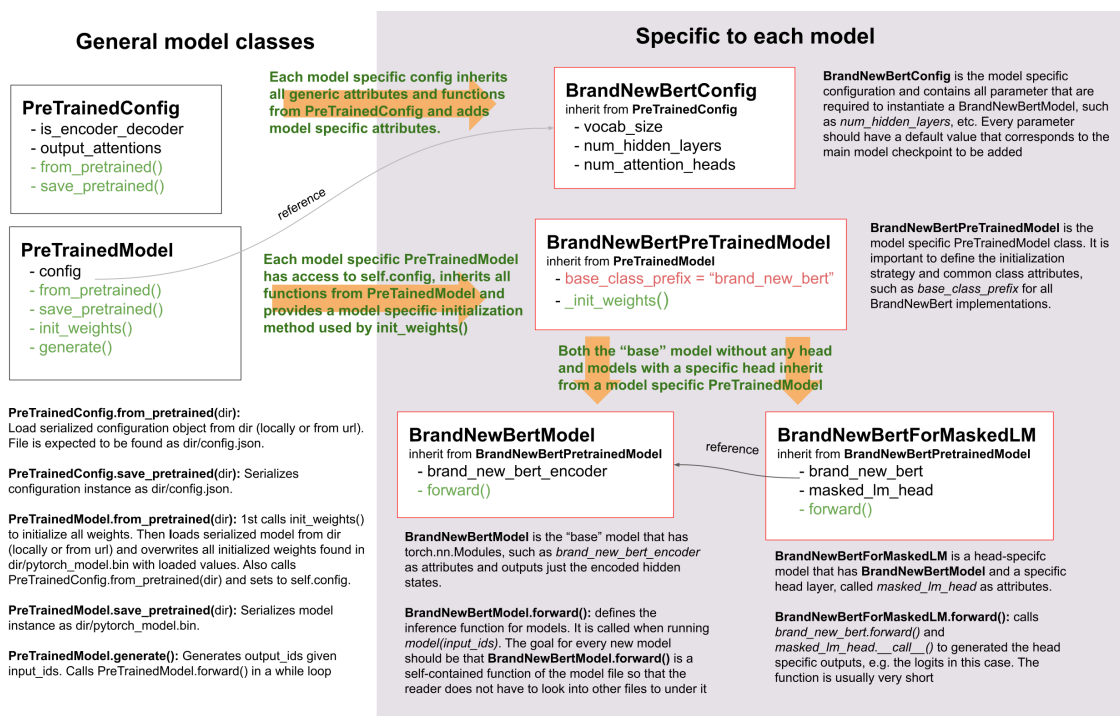 General model classes
Specific to each model
PreTrainedConfig
- is_encoder_decoder
- output_attentions
- from_pretrained()
- save_pretrained()
Each model specific config inherits
all generic attributes and functions
from PreTrainedConfig and adds
model specific attributes.
BrandNewBertConfig
inherit from PreTrainedConfig
- vocab_size
- num_hidden_layers
- num_attention_heads
BrandNewBertConfig is the model specific
configuration and contains all parameter that are
required to instantiate a BrandNewBertModel, such
as num_hidden_layers, etc. Every parameter
should have a default value that corresponds to the
main model checkpoint to be added
reference
PreTrainedModel
- config
- from_pretrained()
- save_pretrained()
- init_weights()
- generate()
Each model specific PreTrainedModel
has access to self.config, inherits all
functions from PreTainedModel and
provides a model specific initialization
method used by init_weights()
BrandNewBertPreTrainedModel
inherit from PreTrainedModel
- base_class_prefix = “brand_new_bert”
- _init_weights()
BrandNewBertPreTrainedModel is the
model specific PreTrainedModel class. It is
important to define the initialization
strategy and common class attributes,
such as base_class_prefix for all
BrandNewBert implementations.
Both the “base” model without any head
and models with a specific head inherit
from a model specific PreTrainedModel
PreTrainedConfig.from_pretrained(dir):
Load serialized configuration object from dir (locally or from url).
File is expected to be found as dir/config.json.
PreTrainedConfig.save_pretrained(dir): Serializes
configuration instance as dir/config.json.
PreTrainedModel.from_pretrained(dir): 1st calls init_weights()
to initialize all weights. Then loads serialized model from dir
(locally or from url) and overwrites all initialized weights found in
dir/pytorch_model.bin with loaded values. Also calls
PreTrainedConfig.from_pretrained(dir) and sets to self.config.
PreTrainedModel.save_pretrained(dir): Serializes model
instance as dir/pytorch_model.bin.
PreTrainedModel.generate(): Generates output_ids given
input_ids. Calls PreTrainedModel.forward() in a while loop
BrandNewBertModel
inherit from BrandNewBertPretrainedModel
- brand_new_bert_encoder
- forward()
reference
BrandNewBertForMaskedLM
inherit from BrandNewBertPretrainedModel
- brand_new_bert
- masked_lm_head
- forward()
BrandNewBertModel is the “base” model that has
torch.nn.Modules, such as brand_new_bert_encoder
as attributes and outputs just the encoded hidden
states.
BrandNewBertModel.forward(): defines the
inference function for models. It is called when running
model(input_ids). The goal for every new model
should be that BrandNewBertModel.forward() is a
self-contained function of the model file so that the
reader does not have to look into other files to under it
BrandNewBertForMaskedLM is a head-specifc
model that has BrandNewBertModel and a specific
head layer, called masked_lm_head as attributes.
BrandNewBertForMaskedLM.forward(): calls
brand_new_bert.forward() and
masked_lm_head.__call__() to generated the head
specific outputs, e.g. the logits in this case. The
function is usually very short